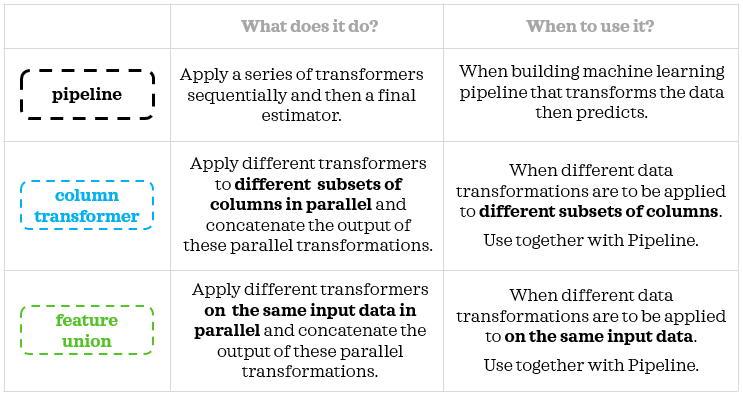 What does it do?
When to use it?
pipeline
Apply a series of transformers
sequentially and then a final
estimator.
When building machine learning
pipeline that transforms the data
then predicts.
column
transformer
Apply different transformers
to different subsets of
columns in parallel and
concatenate the output of
these parallel transformations.
When different data
transformations are to be applied
to different subsets of columns.
Use together with Pipeline.
feature
union
Apply different transformers
on the same input data in
parallel and concatenate the
output of these parallel
transformations.
When different data
transformations are to be applied
to on the same input data.
Use together with Pipeline.